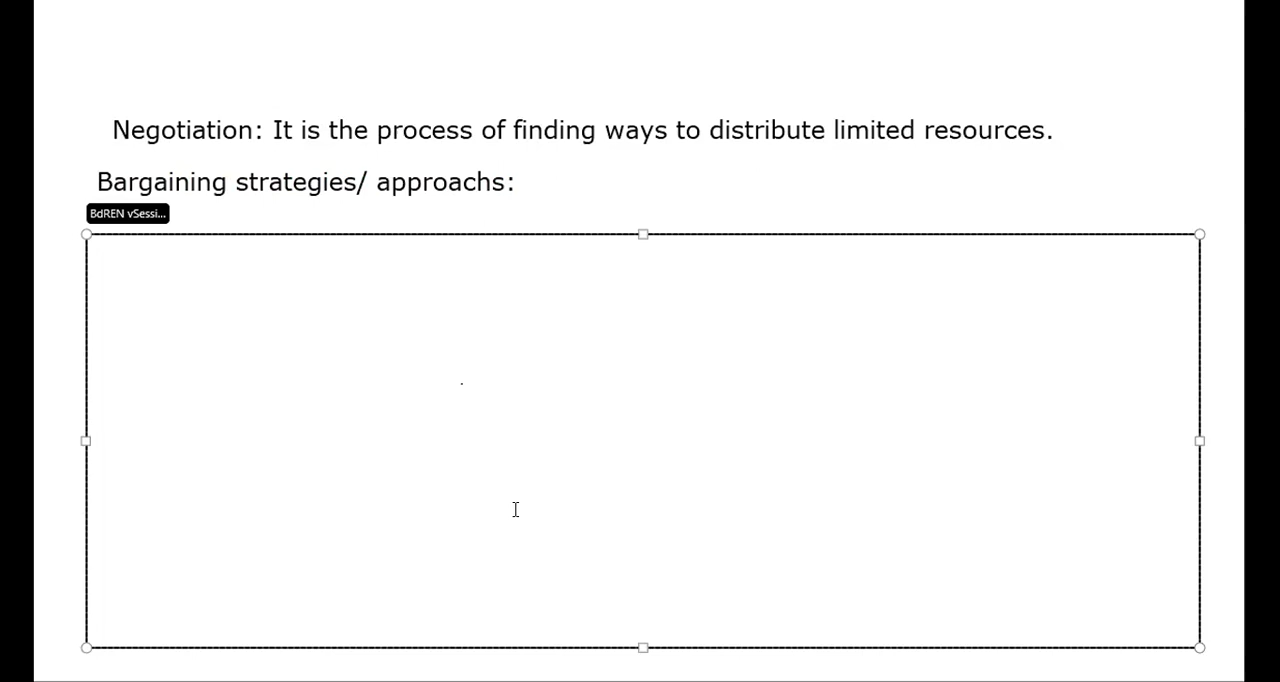 Negotiation: It is the process of finding ways to distribute limited resources.
Bargaining strategies/ approachs:
BdREN vSessi...